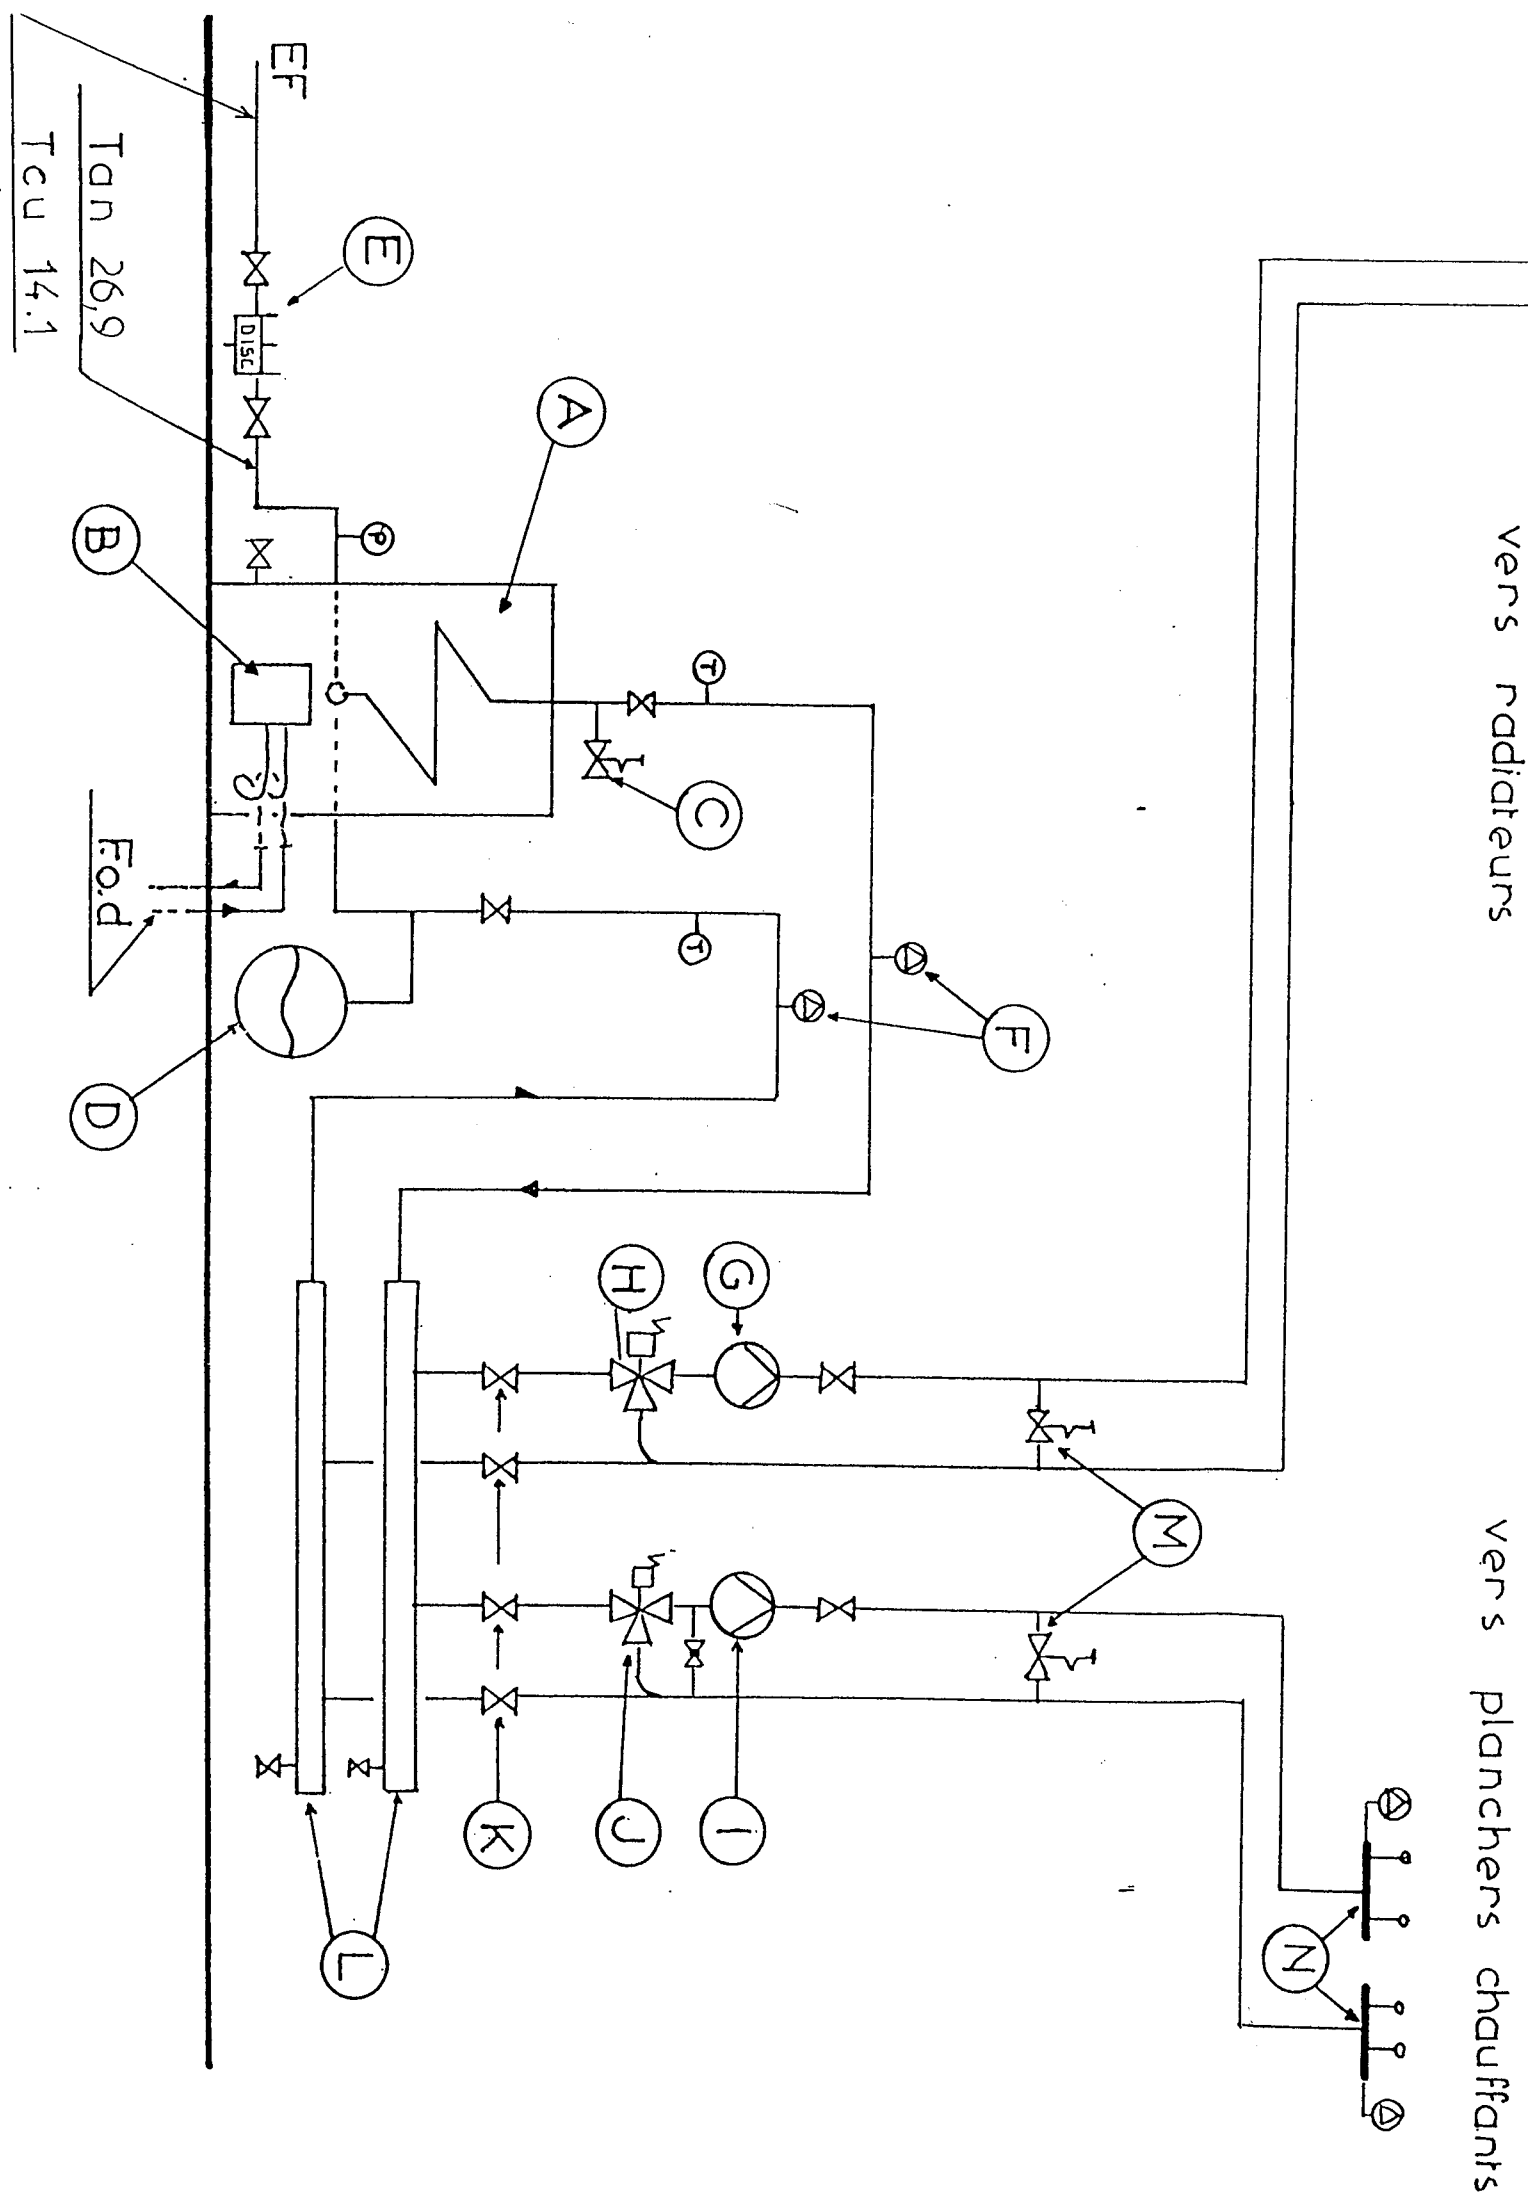 vers radiateurs
vers planchers chauffants
N
M
F
G
H
I
J
K
L
C
T
T
A
P
E
DISC
EF
B
D
F.o.d
Tan 26,9
Tcu 14.1